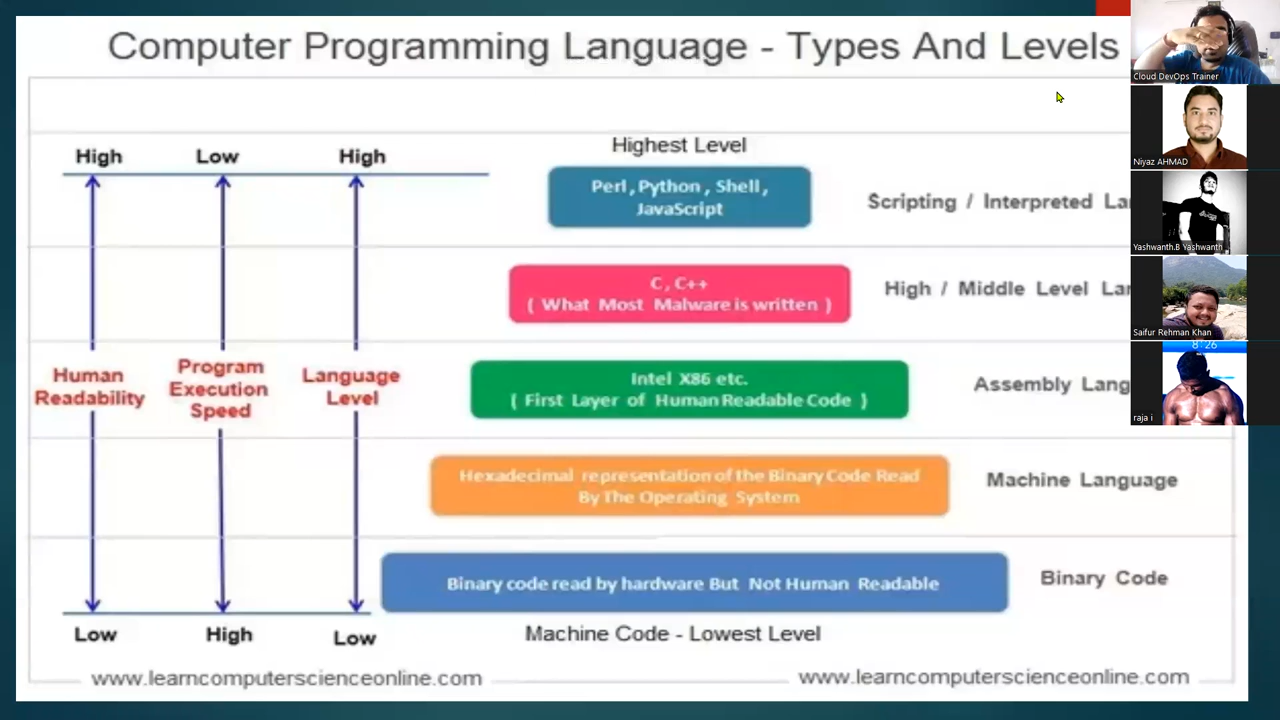 Computer Programming Language - Types And Levels
High
Low
High
Highest Level
Perl, Python, Shell,
JavaScript
Scripting / Interpreted
C, C++
( What Most Malware is written )
High / Middle Level
Human
Readability
Program
Execution
Speed
Language
Level
Intel X86 etc.
( First Layer of Human Readable Code )
Assembly
Hexadecimal representation of the Binary Code Read
By The Operating System
Machine Language
Binary code read by hardware But Not Human Readable
Binary Code
Low
High
Low
Machine Code - Lowest Level
www.learncomputerscienceonline.com
www.learncomputerscienceonline.com
Cloud DevOps Trainer
Niyaz AHMAD
Yashwanth.B Yashwanth
Saifur Rehman Khan
8:26
raja i